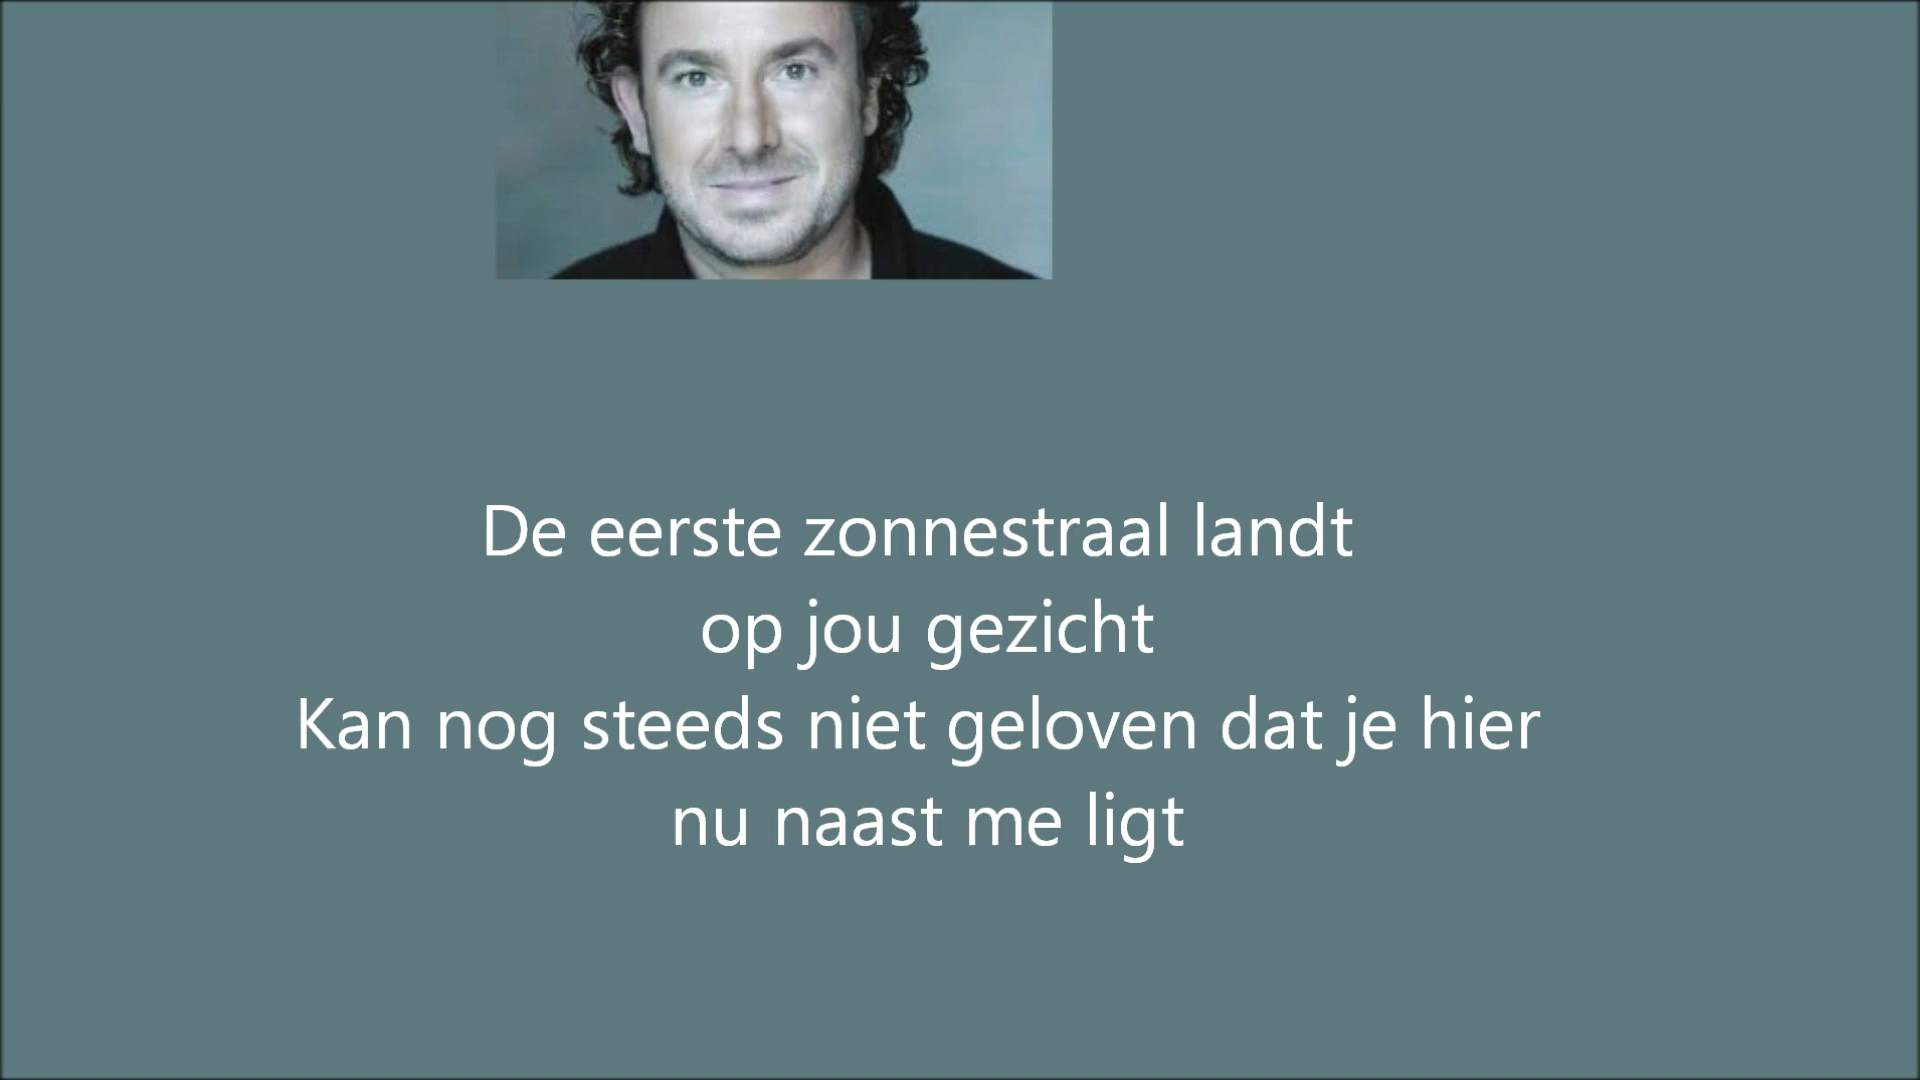 De eerste zonnestraal landt
op jou gezicht
Kan nog steeds niet geloven dat je hier
nu naast me ligt